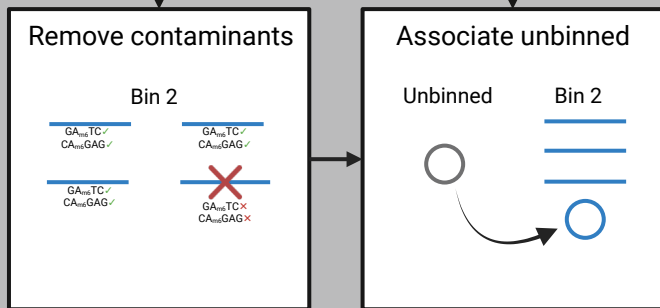 Remove contaminants
Bin 2
GAm6TC✓
CAm6GAG✓
GAm6TC✓
CAm6GAG✓
GAm6TC✓
CAm6GAG✓
GAm6TC×
CAm6GAG×
Associate unbinned
Unbinned
Bin 2